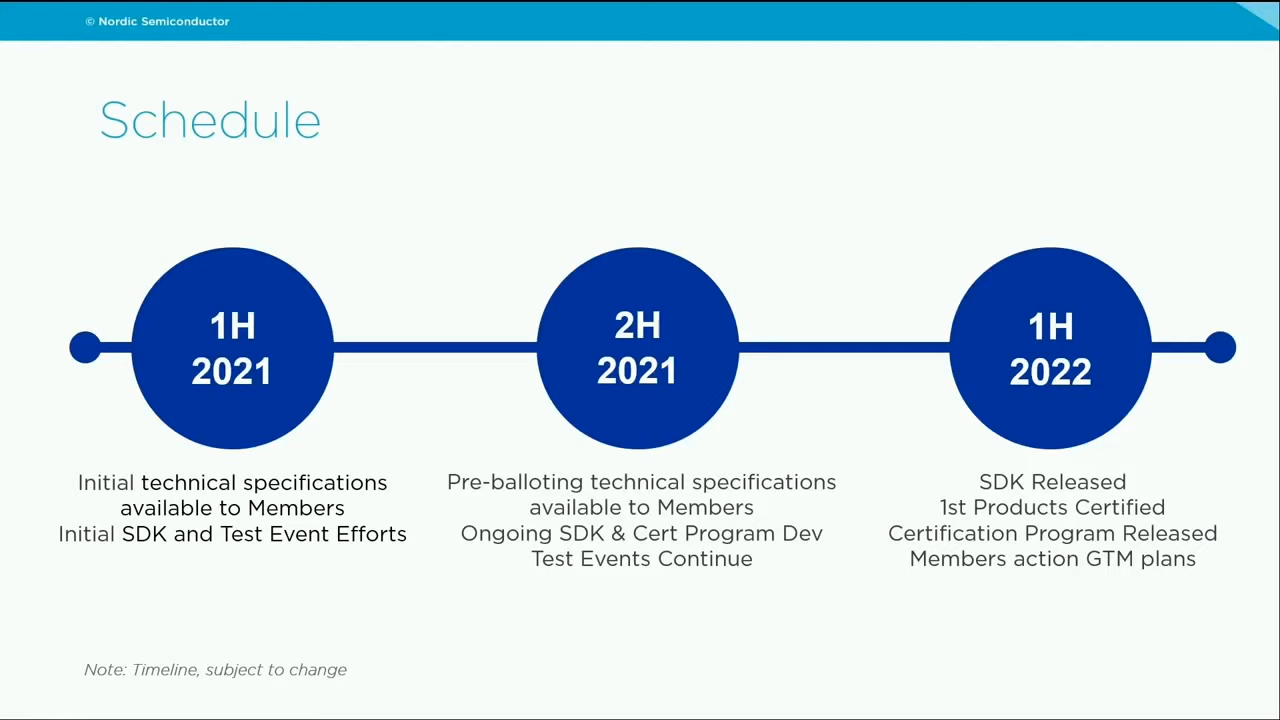 © Nordic Semiconductor
Schedule
1H
2021
2H
2021
1H
2022
Initial technical specifications
available to Members
Initial SDK and Test Event Efforts
Pre-balloting technical specifications
available to Members
Ongoing SDK & Cert Program Dev
Test Events Continue
SDK Released
1st Products Certified
Certification Program Released
Members action GTM plans
Note: Timeline, subject to change